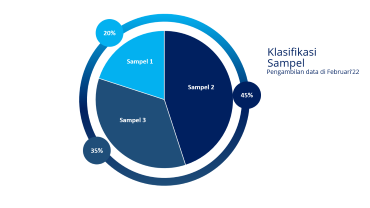 20%
Sampel 1
Klasifikasi
Sampel
Pengambilan data di Februari'22
Sampel 2
45%
Sampel 3
35%